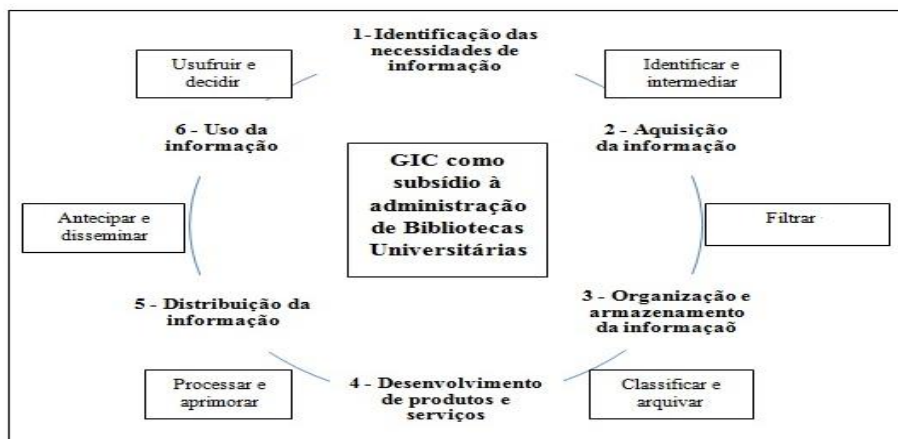 1- Identificação das
necessidades de
informação
Identificar e
intermediar
2 - Aquisição
da informação
Filtrar
3 - Organização e
armazenamento
da informaçaõ
Classificar e
arquivar
4 - Desenvolvimento
de produtos e
serviços
Processar e
aprimorar
5 - Distribuição da
informação
Antecipar e
disseminar
6 - Uso da
informação
Usufruir e
decidir
GIC como
subsídio à
administração
de Bibliotecas
Universitárias